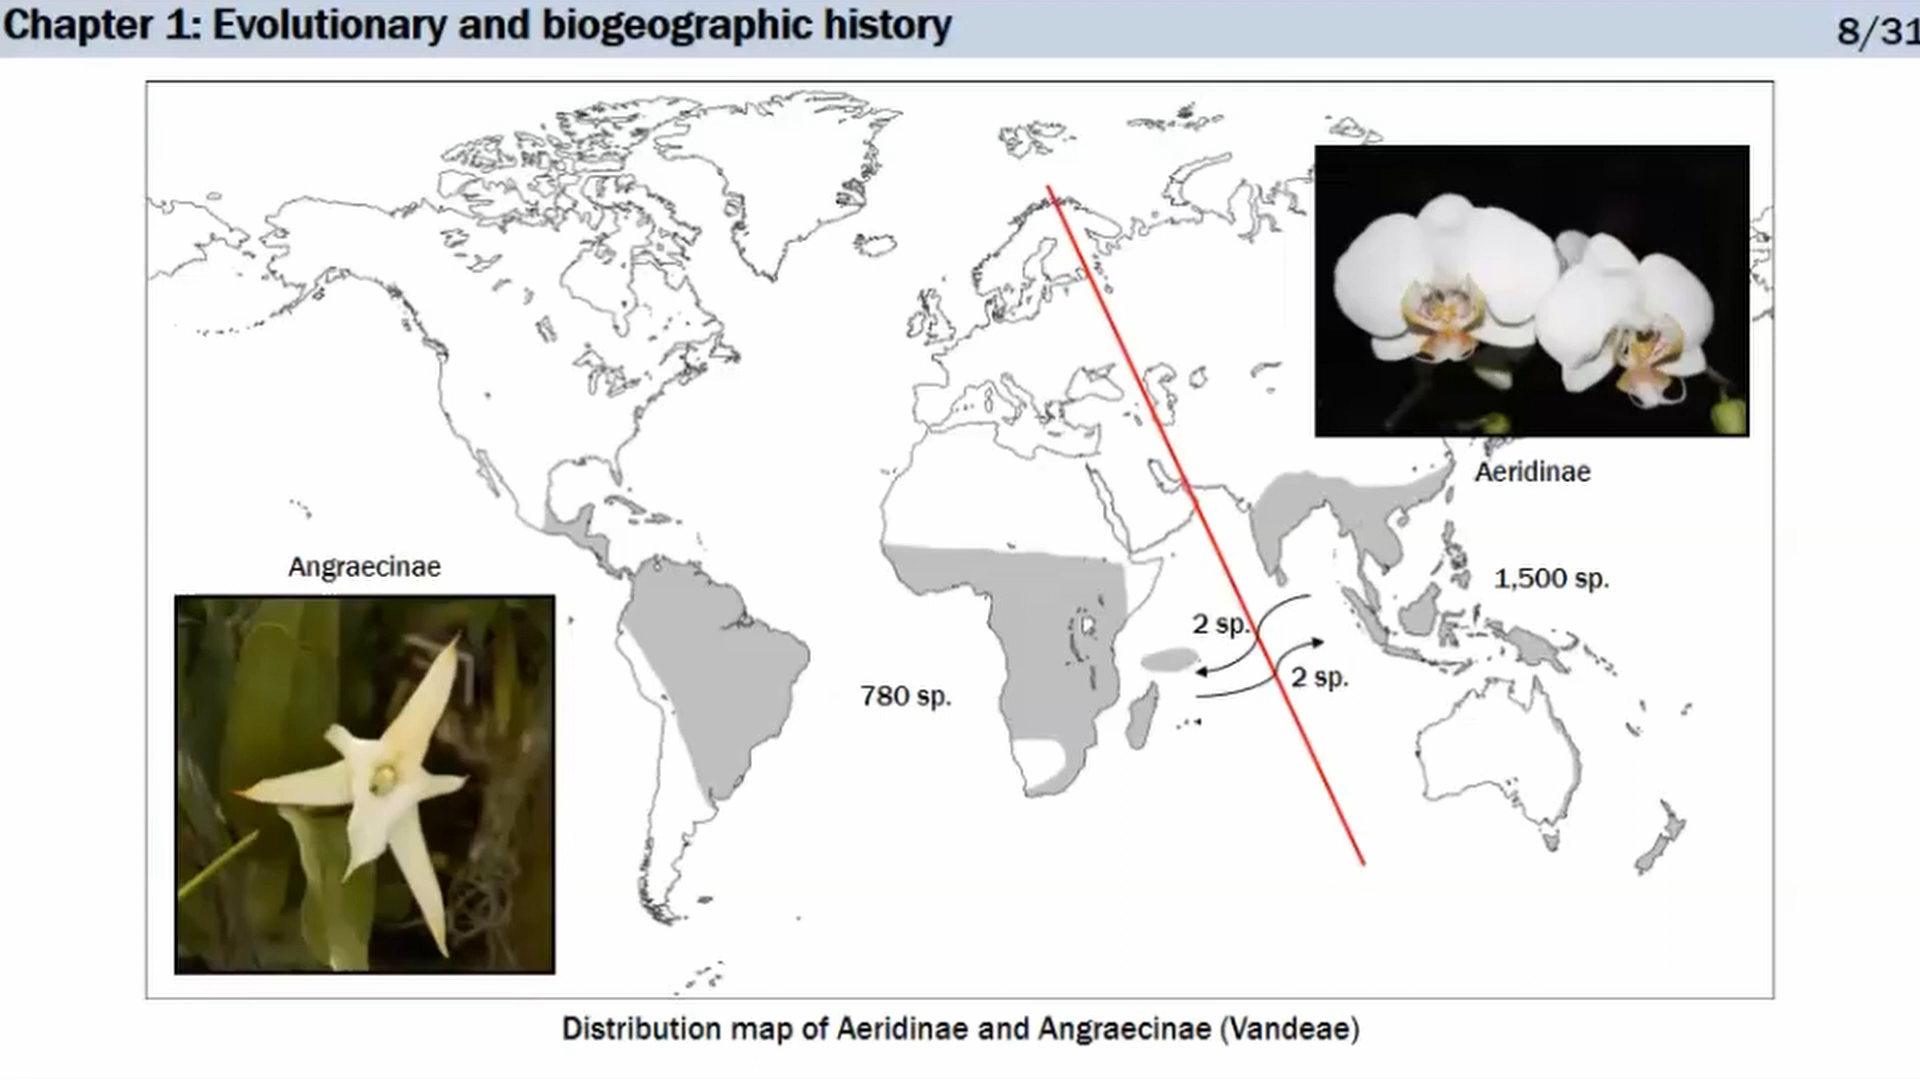 Chapter 1: Evolutionary and biogeographic history
8/31
Aeridinae
Angraecinae
1,500 sp.
2 sp.
2 sp.
780 sp.
Distribution map of Aeridinae and Angraecinae (Vandeae)